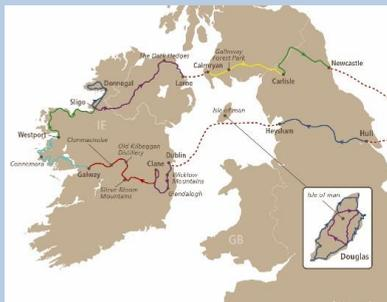 The Dark Hedges
Galloway
Forest Park
Cairnryan
Newcastle
Donegal
Larne
Carlisle
Sligo
Isle of man
IE
Heysham
Hull
Westport
Clonmacnoise
Old Kilbeggan
Distillery
Dublin
Clane
Connemara
Galway
Wicklow
Mountains
Slieve Bloom
Mountains
Glendalogh
GB
Isle of man
Douglas